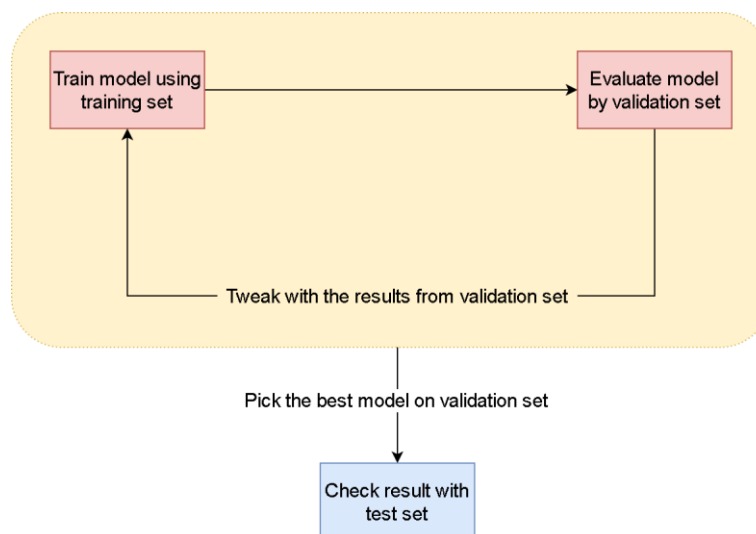 Train model using
training set
Evaluate model
by validation set
Tweak with the results from validation set
Pick the best model on validation set
Check result with
test set